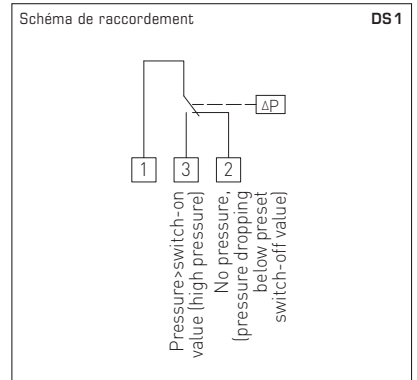 Schéma de raccordement DS1
ΔP
1 3 2
Pressure>switch-on
value (high pressure)
No pressure,
(pressure dropping
below preset
switch-off value)